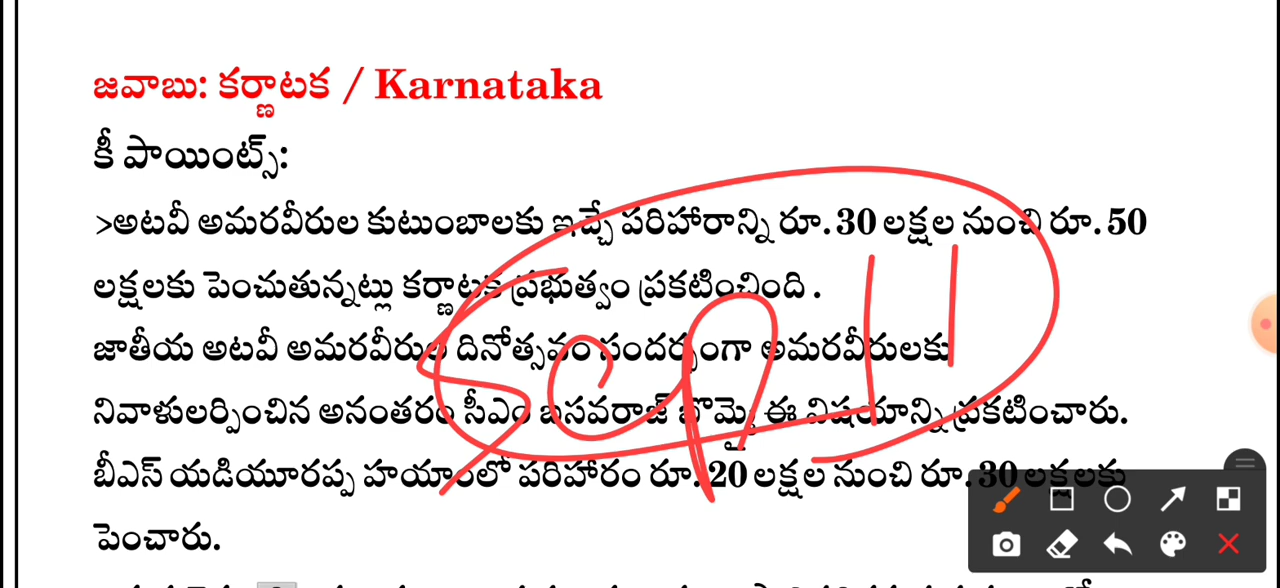 జవాబు: కర్ణాటక / Karnataka
కీ పాయింట్స్:
>అటవీ అమరవీరుల కుటుంబాలకు ఇచ్చే పరిహారాన్ని రూ.30 లక్షల నుంచి రూ.50
లక్షలకు పెంచుతున్నట్లు కర్ణాటక ప్రభుత్వం ప్రకటించింది.
జాతీయ అటవీ అమరవీరుల దినోత్సవం సందర్భంగా అమరవీరులకు
నివాళులర్పించిన అనంతరం సీఎం బసవరాజ్ బొమ్మై ఈ విషయాన్ని ప్రకటించారు.
బీఎస్ యడియూరప్ప హయాంలో పరిహారం రూ.20 లక్షల నుంచి రూ.30 లక్షలకు
పెంచారు.
Sep 11